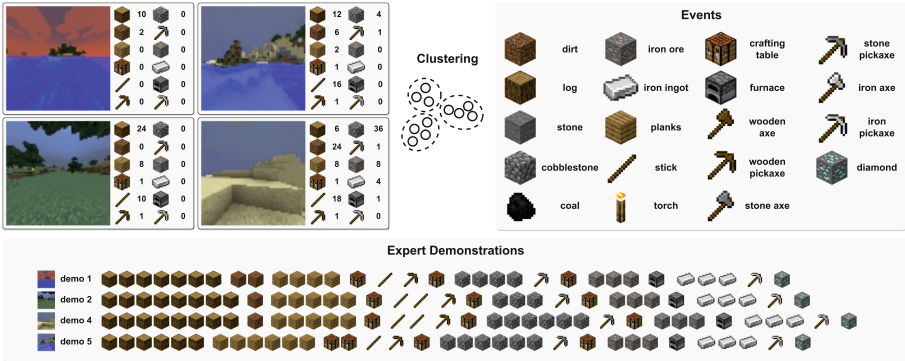 10 0
2 0
0 0
0 0
0 0
0 0
12 4
6 1
2 0
1 0
16 0
1 0
24 0
0 0
8 0
1 0
10 0
1 0
6 36
24 1
8 8
1 4
18 1
1 0
Clustering
Events
dirt
iron ore
crafting table
stone pickaxe
log
iron ingot
furnace
iron axe
stone
planks
wooden axe
iron pickaxe
cobblestone
stick
wooden pickaxe
diamond
coal
torch
stone axe
Expert Demonstrations
demo 1
demo 2
demo 4
demo 5